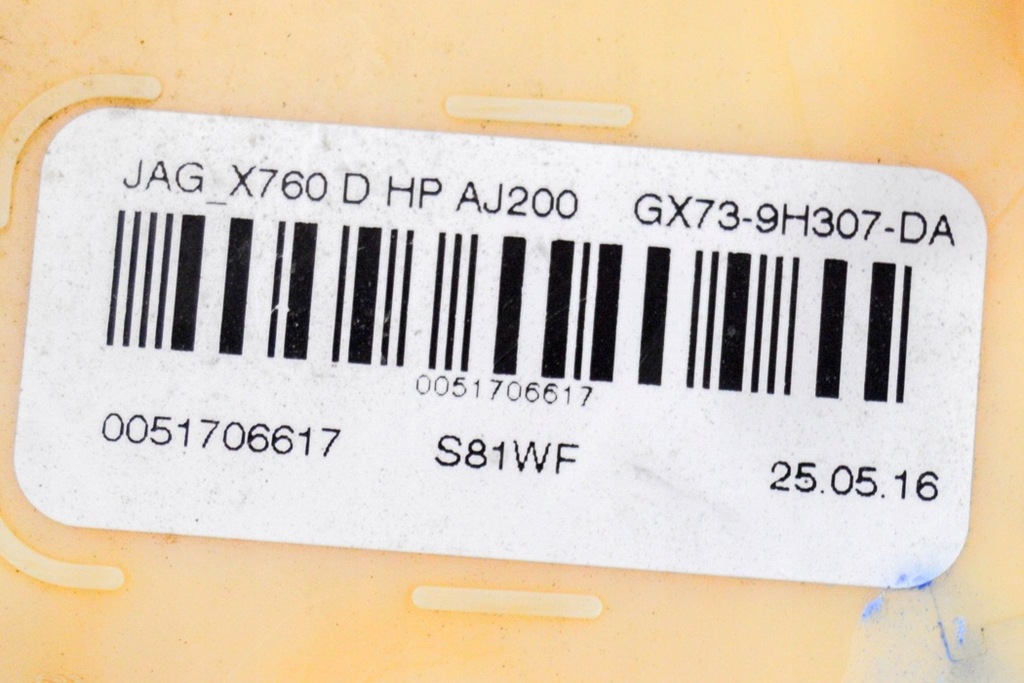 JAG_X760 D HP AJ200 GX73-9H307-DA
0051706617
0051706617 S81WF 25.05.16